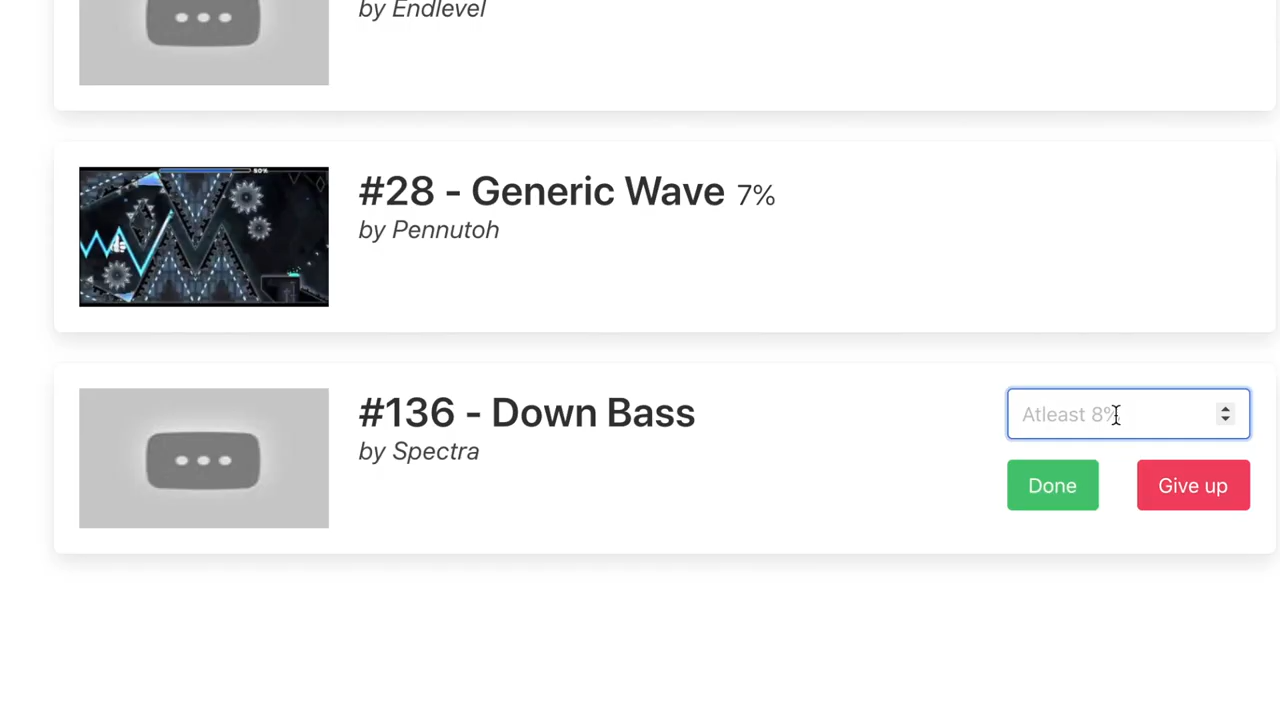 by Endlevel
#28 - Generic Wave 7%
by Pennutoh
#136 - Down Bass
by Spectra
Atleast 8%
Done
Give up